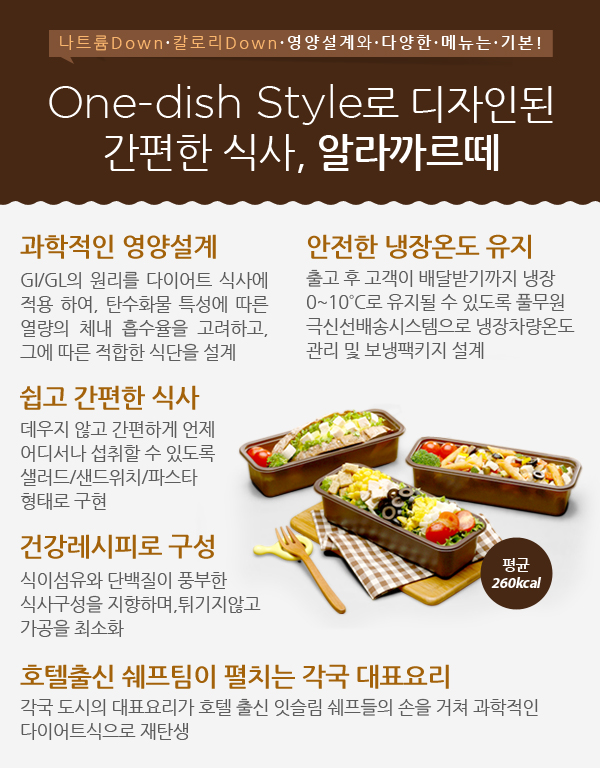 나트륨Down·칼로리Down·영양설계와·다양한·메뉴는·기본!
One-dish Style로 디자인된
간편한 식사, 알라까르떼
과학적인 영양설계
GI/GL의 원리를 다이어트 식사에
적용 하여, 탄수화물 특성에 따른
열량의 체내 흡수율을 고려하고,
그에 따른 적합한 식단을 설계
안전한 냉장온도 유지
출고 후 고객이 배달받기까지 냉장
0~10℃로 유지될 수 있도록 풀무원
극신선배송시스템으로 냉장차량온도
관리 및 보냉팩키지 설계
쉽고 간편한 식사
데우지 않고 간편하게 언제
어디서나 섭취할 수 있도록
샐러드/샌드위치/파스타
형태로 구현
건강레시피로 구성
식이섬유와 단백질이 풍부한
식사구성을 지향하며,튀기지않고
가공을 최소화
평균
260kcal
호텔출신 쉐프팀이 펼치는 각국 대표요리
각국 도시의 대표요리가 호텔 출신 잇슬림 쉐프들의 손을 거쳐 과학적인
다이어트식으로 재탄생